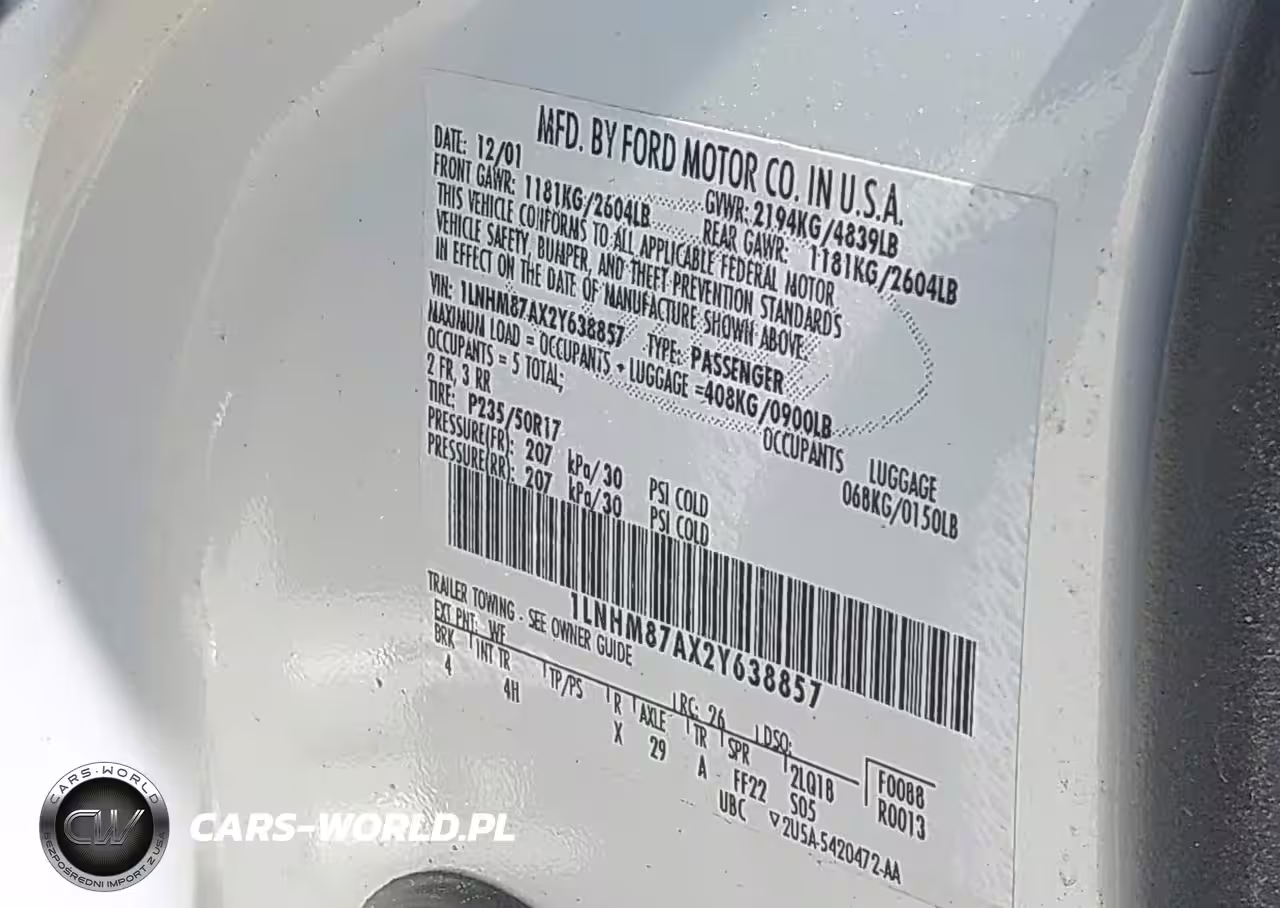 MFD. BY FORD MOTOR CO. IN U.S.A.
DATE: 12/01 GVWR: 2194KG/4839LB
FRONT GAWR: 1181KG/2604LB REAR GAWR: 1181KG/2604LB
THIS VEHICLE CONFORMS TO ALL APPLICABLE FEDERAL MOTOR
VEHICLE SAFETY, BUMPER, AND THEFT PREVENTION STANDARDS
IN EFFECT ON THE DATE OF MANUFACTURE SHOWN ABOVE.
VIN: 1LNHM87AX2Y638857 TYPE: PASSENGER
MAXIMUM LOAD = OCCUPANTS + LUGGAGE =408KG/0900LB
OCCUPANTS = 5 TOTAL; OCCUPANTS LUGGAGE
2 FR, 3 RR 068KG/0150LB
TIRE: P235/50R17
PRESSURE(FR): 207 kPa/30 PSI COLD
PRESSURE(RR): 207 kPa/30 PSI COLD
1LNHM87AX2Y638857
TRAILER TOWING - SEE OWNER GUIDE
EXT PNT: WF RC: 26 DSO: F0088
BRK INT TR TP/PS R AXLE TR SPR 2LQ18 R0013
4 4H X 29 A FF22 S05
UBC ▽2U5A-5420472-AA
CARS-WORLD
CW
BEZPOŚREDNI IMPORT Z USA
CARS-WORLD.PL